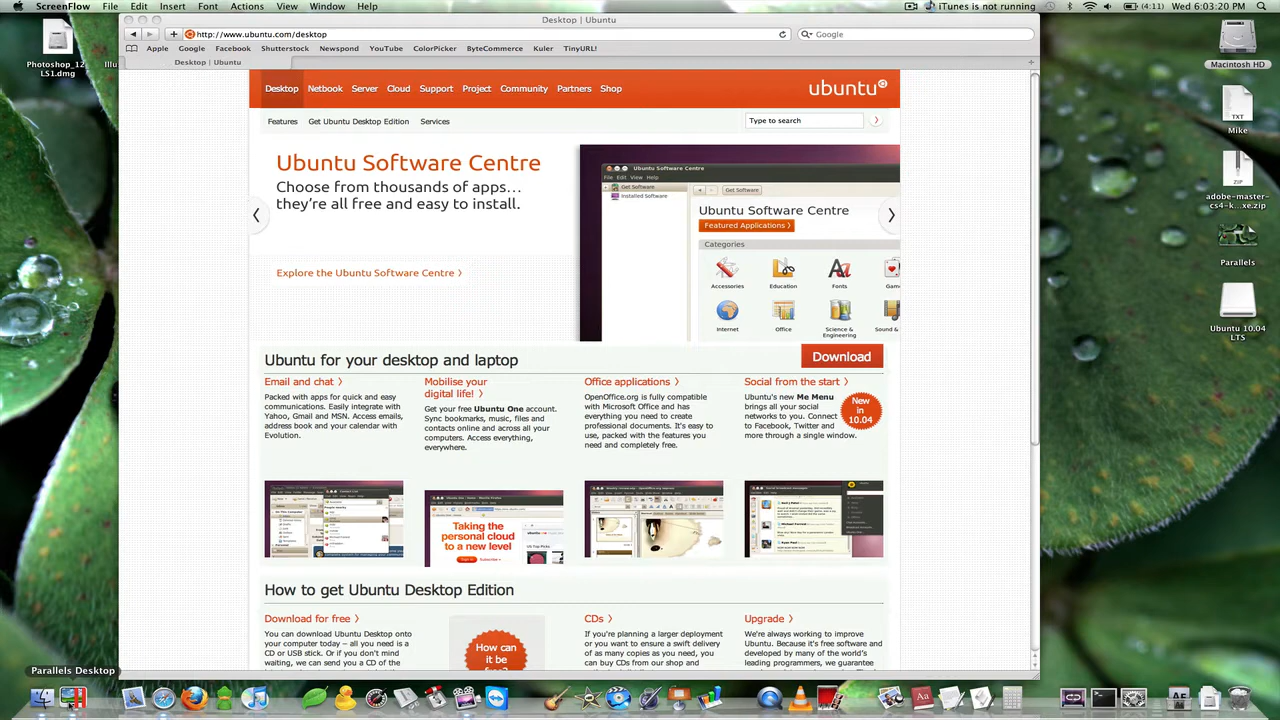 ScreenFlow File Edit Insert Font Actions View Window Help
iTunes is not running (4:11) Wed 6:03:20 PM
Desktop | Ubuntu
http://www.ubuntu.com/desktop
Google
Apple Google Facebook Shutterstock Newspond YouTube ColorPicker ByteCommerce Kuler TinyURL!
Desktop | Ubuntu
Photoshop_12
LS1.dmg
Illu
Macintosh HD
TXT
Mike
ZIP
adobe-master-
cs4-k...xe.zip
Parallels
Ubuntu 10.04
LTS
Desktop Netbook Server Cloud Support Project Community Partners Shop
ubuntu
Features Get Ubuntu Desktop Edition Services
Type to search
Ubuntu Software Centre
Choose from thousands of apps...
they're all free and easy to install.
Explore the Ubuntu Software Centre
Ubuntu Software Centre
File Edit View Help
Get Software
Installed Software
Get Software
Ubuntu Software Centre
Featured Applications
Categories
Accessories Education Fonts Gam
Internet Office Science &
Engineering Sound &
Ubuntu for your desktop and laptop
Download
Email and chat
Packed with apps for quick and easy
communications. Easily integrate with
Yahoo, Gmail and MSN. Access emails,
address book and your calendar with
Evolution.
Mobilise your
digital life!
Get your free Ubuntu One account.
Sync bookmarks, music, files and
contacts online and across all your
computers. Access everything,
everywhere.
Office applications
OpenOffice.org is fully compatible
with Microsoft Office and has
everything you need to create
professional documents. It's easy to
use, packed with the features you
need and completely free.
Social from the start
Ubuntu's new Me Menu
brings all your social
networks to you. Connect
to Facebook, Twitter and
more through a single window.
New
in
10.04
Taking the
personal cloud
to a new level
How to get Ubuntu Desktop Edition
Download for free
You can download Ubuntu Desktop onto
your computer today – all you need is a
CD or USB stick. Or if you don't mind
waiting, we can send you a CD of the
How can
it be
free?
CDs
If you're planning a larger deployment
or you want to ensure a swift delivery
of as many copies as you need, you
can buy CDs from our shop and
Upgrade
We're always working to improve
Ubuntu. Because it's free software and
developed by many of the world's
leading programmers, we guarantee
Parallels Desktop